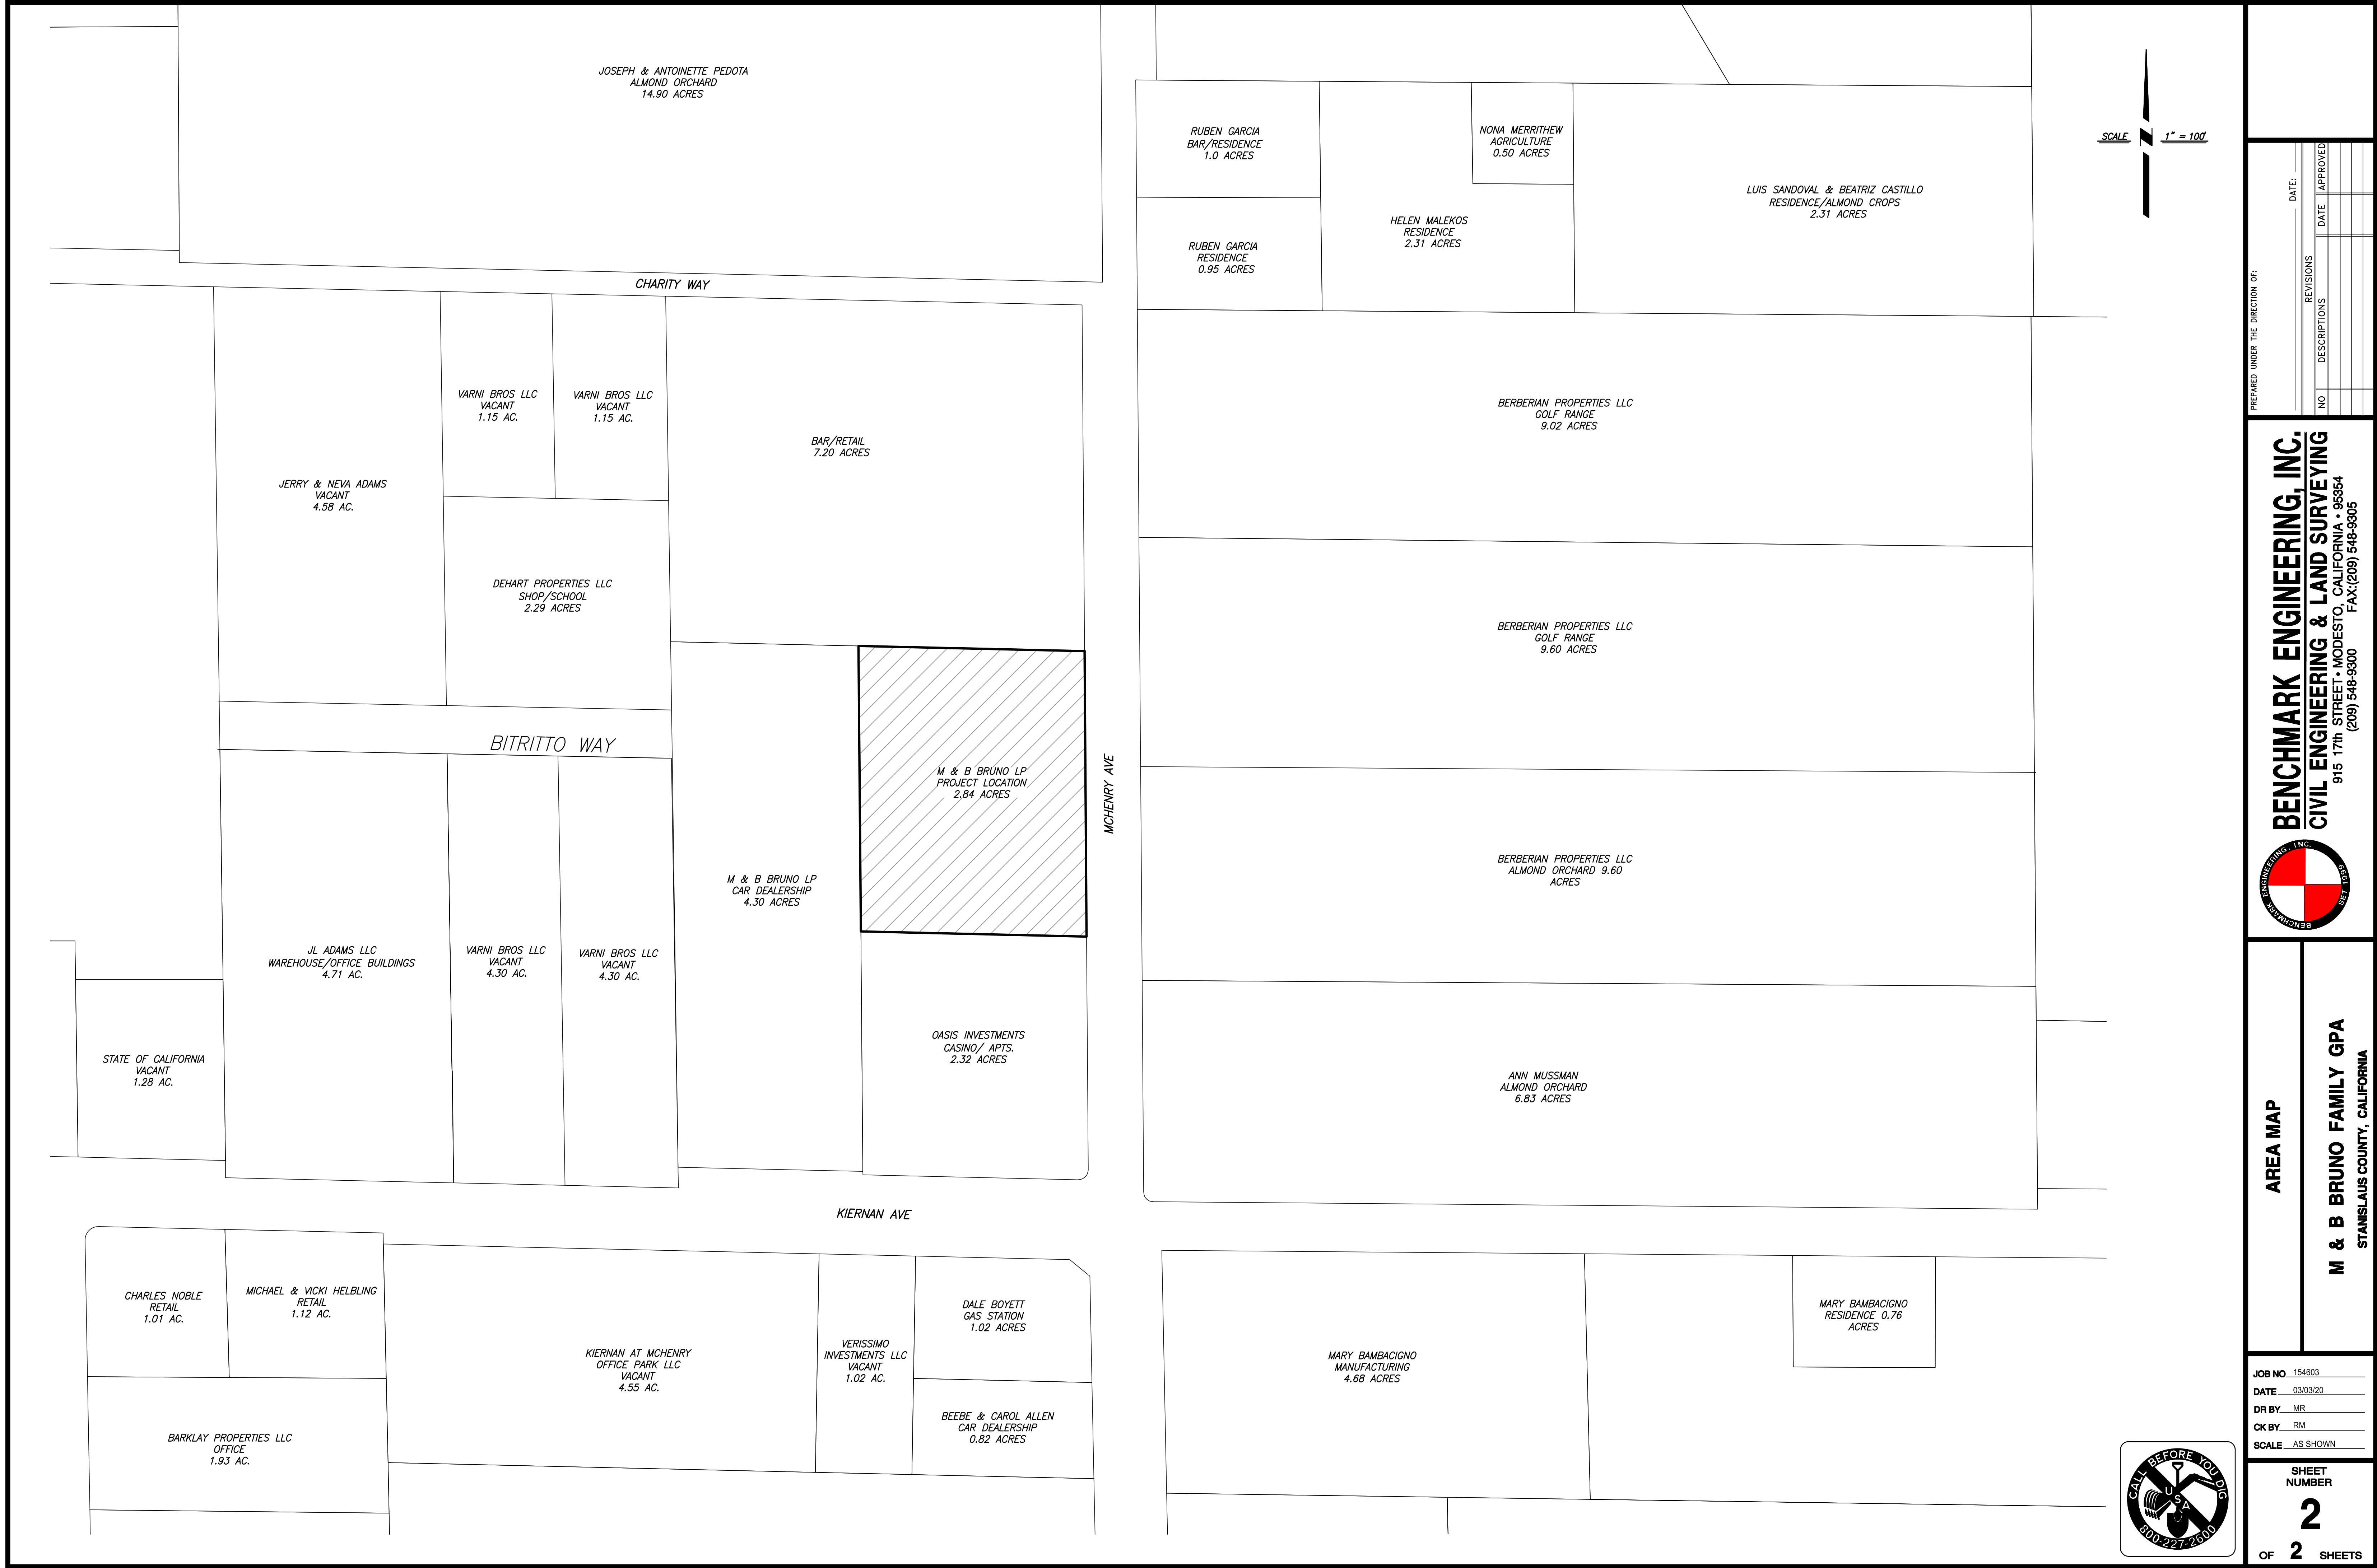 JOSEPH & ANTOINETTE PEDOTA
ALMOND ORCHARD
14.90 ACRES
RUBEN GARCIA
BAR/RESIDENCE
1.0 ACRES
NONA MERRITHEW
AGRICULTURE
0.50 ACRES
LUIS SANDOVAL & BEATRIZ CASTILLO
RESIDENCE/ALMOND CROPS
2.31 ACRES
HELEN MALEKOS
RESIDENCE
2.31 ACRES
RUBEN GARCIA
RESIDENCE
0.95 ACRES
SCALE N 1" = 100'
CHARITY WAY
VARNI BROS LLC
VACANT
1.15 AC.
VARNI BROS LLC
VACANT
1.15 AC.
BAR/RETAIL
7.20 ACRES
JERRY & NEVA ADAMS
VACANT
4.58 AC.
DEHART PROPERTIES LLC
SHOP/SCHOOL
2.29 ACRES
BERBERIAN PROPERTIES LLC
GOLF RANGE
9.02 ACRES
BERBERIAN PROPERTIES LLC
GOLF RANGE
9.60 ACRES
BITRITTO WAY
M & B BRUNO LP
PROJECT LOCATION
2.84 ACRES
MCHENRY AVE
M & B BRUNO LP
CAR DEALERSHIP
4.30 ACRES
BERBERIAN PROPERTIES LLC
ALMOND ORCHARD 9.60
ACRES
JL ADAMS LLC
WAREHOUSE/OFFICE BUILDINGS
4.71 AC.
VARNI BROS LLC
VACANT
4.30 AC.
VARNI BROS LLC
VACANT
4.30 AC.
STATE OF CALIFORNIA
VACANT
1.28 AC.
OASIS INVESTMENTS
CASINO/ APTS.
2.32 ACRES
ANN MUSSMAN
ALMOND ORCHARD
6.83 ACRES
KIERNAN AVE
CHARLES NOBLE
RETAIL
1.01 AC.
MICHAEL & VICKI HELBLING
RETAIL
1.12 AC.
KIERNAN AT MCHENRY
OFFICE PARK LLC
VACANT
4.55 AC.
VERISSIMO
INVESTMENTS LLC
VACANT
1.02 AC.
DALE BOYETT
GAS STATION
1.02 ACRES
BEEBE & CAROL ALLEN
CAR DEALERSHIP
0.82 ACRES
BARKLAY PROPERTIES LLC
OFFICE
1.93 AC.
MARY BAMBACIGNO
MANUFACTURING
4.68 ACRES
MARY BAMBACIGNO
RESIDENCE 0.76
ACRES
CALL BEFORE YOU DIG
USA
800-227-2600
PREPARED UNDER THE DIRECTION OF:
DATE:
REVISIONS
NO DESCRIPTIONS DATE APPROVED
BENCHMARK ENGINEERING, INC.
CIVIL ENGINEERING & LAND SURVEYING
915 17th STREET • MODESTO, CALIFORNIA • 95354
(209) 548-9300 FAX:(209) 548-9305
BENCHMARK ENGINEERING, INC.
SET 1999
AREA MAP
M & B BRUNO FAMILY GPA
STANISLAUS COUNTY, CALIFORNIA
JOB NO 154603
DATE 03/03/20
DR BY MR
CK BY RM
SCALE AS SHOWN
SHEET
NUMBER
2
OF 2 SHEETS